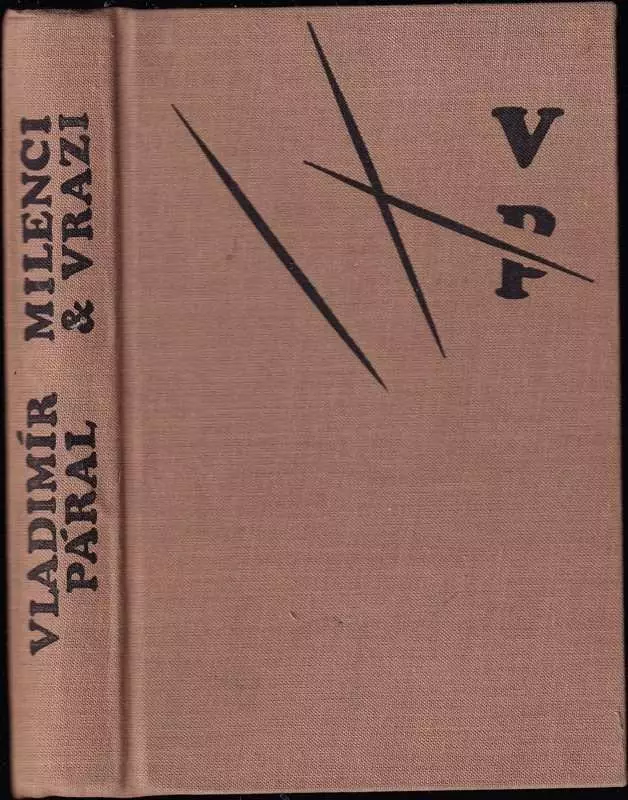 VLADIMÍR
PÁRAL
MILENCI
& VRAZI
V